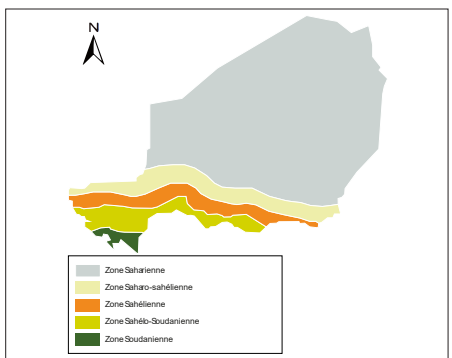 N
Zone Saharienne
Zone Saharo-sahélienne
Zone Sahélienne
Zone Sahélo-Soudanienne
Zone Soudanienne